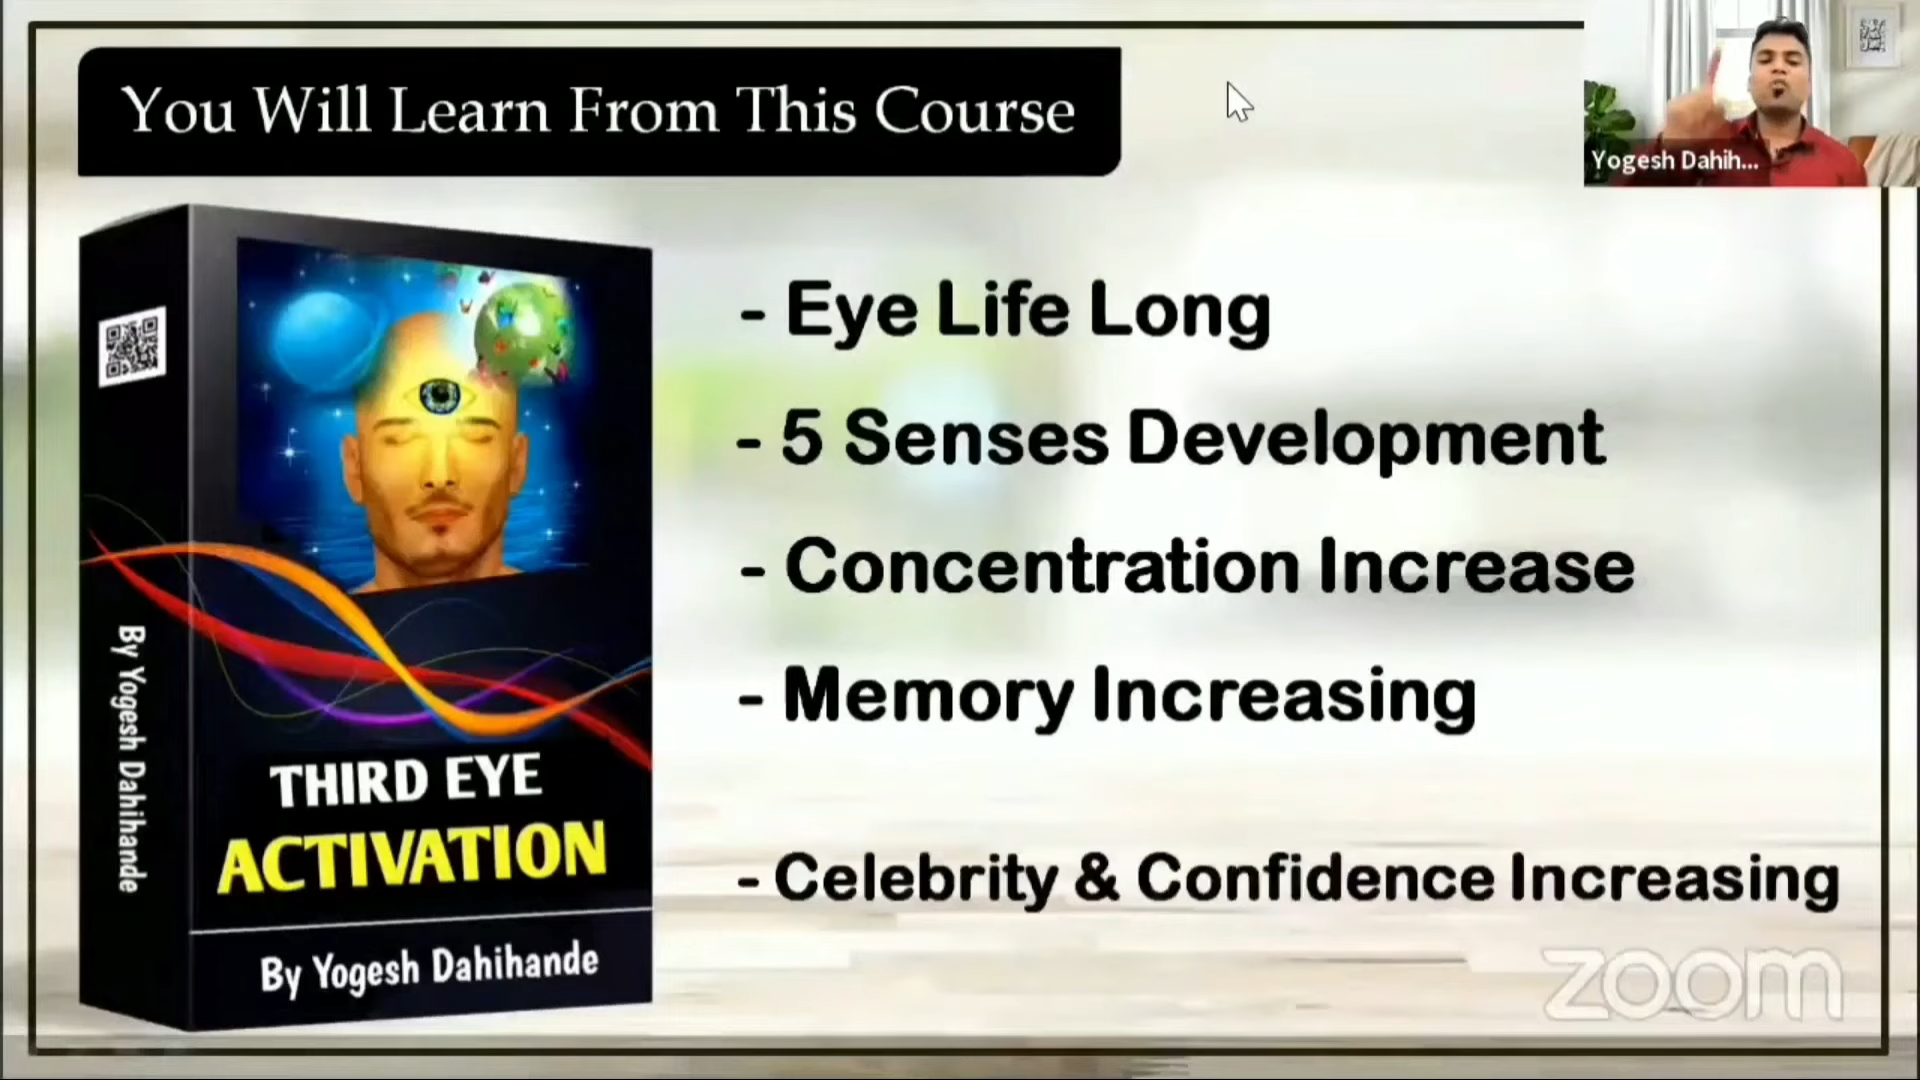 You Will Learn From This Course
Yogesh Dahih...
- Eye Life Long
- 5 Senses Development
- Concentration Increase
- Memory Increasing
- Celebrity & Confidence Increasing
By Yogesh Dahihande
THIRD EYE
ACTIVATION
By Yogesh Dahihande
zoom